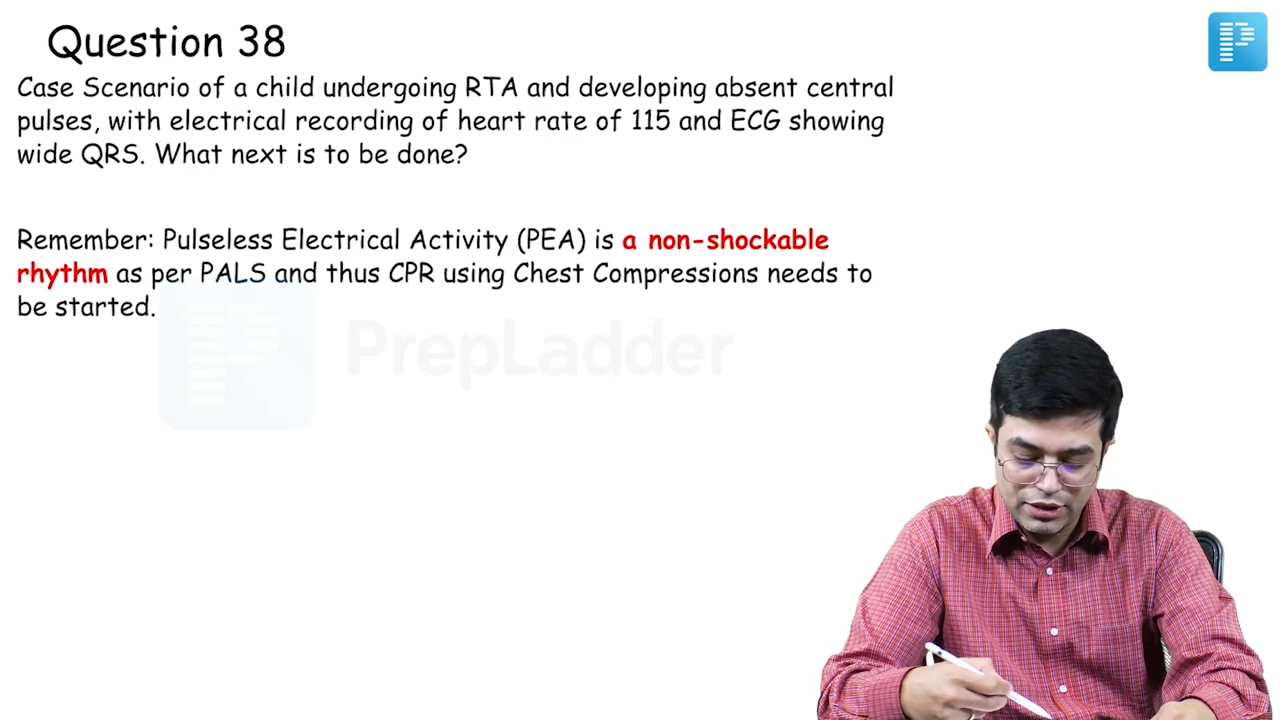 Question 38
Case Scenario of a child undergoing RTA and developing absent central
pulses, with electrical recording of heart rate of 115 and ECG showing
wide QRS. What next is to be done?
Remember: Pulseless Electrical Activity (PEA) is a non-shockable
rhythm as per PALS and thus CPR using Chest Compressions needs to
be started.
PrepLadder